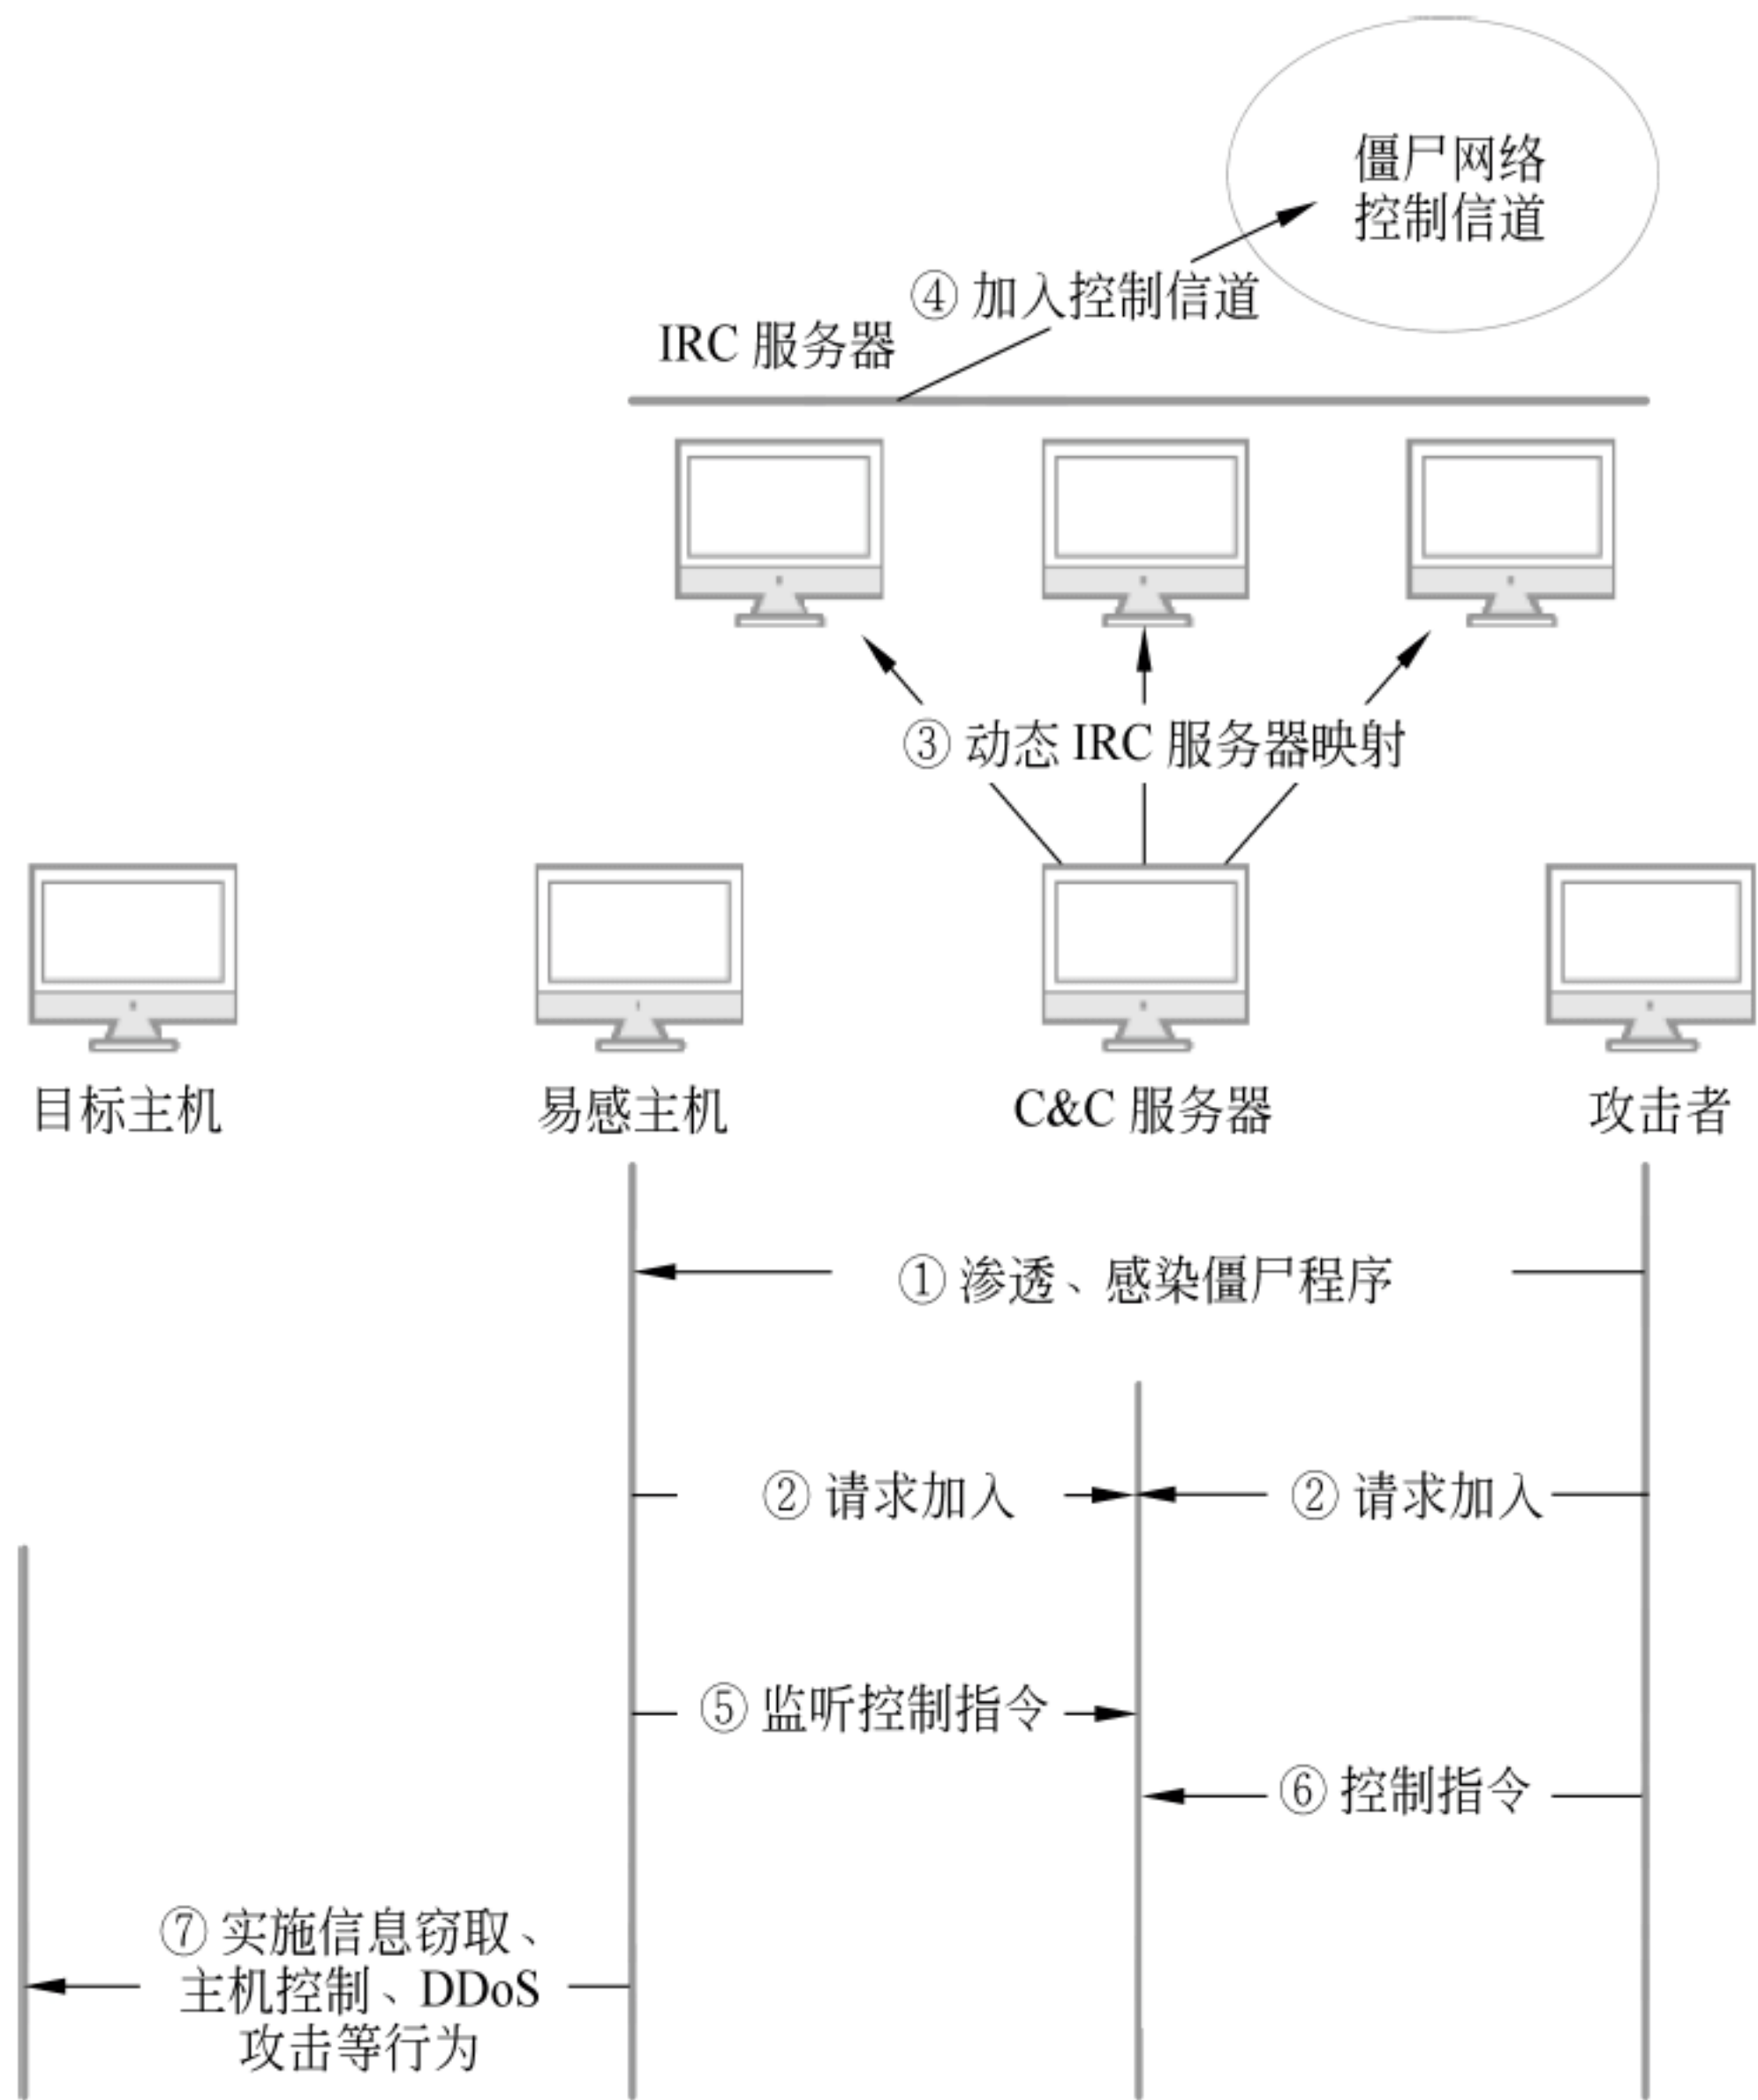 僵尸网络
控制信道
④ 加入控制信道
IRC 服务器
③ 动态 IRC 服务器映射
目标主机
易感主机
C&C 服务器
攻击者
① 渗透、感染僵尸程序
② 请求加入
② 请求加入
⑤ 监听控制指令
⑥ 控制指令
⑦ 实施信息窃取、
主机控制、DDoS
攻击等行为